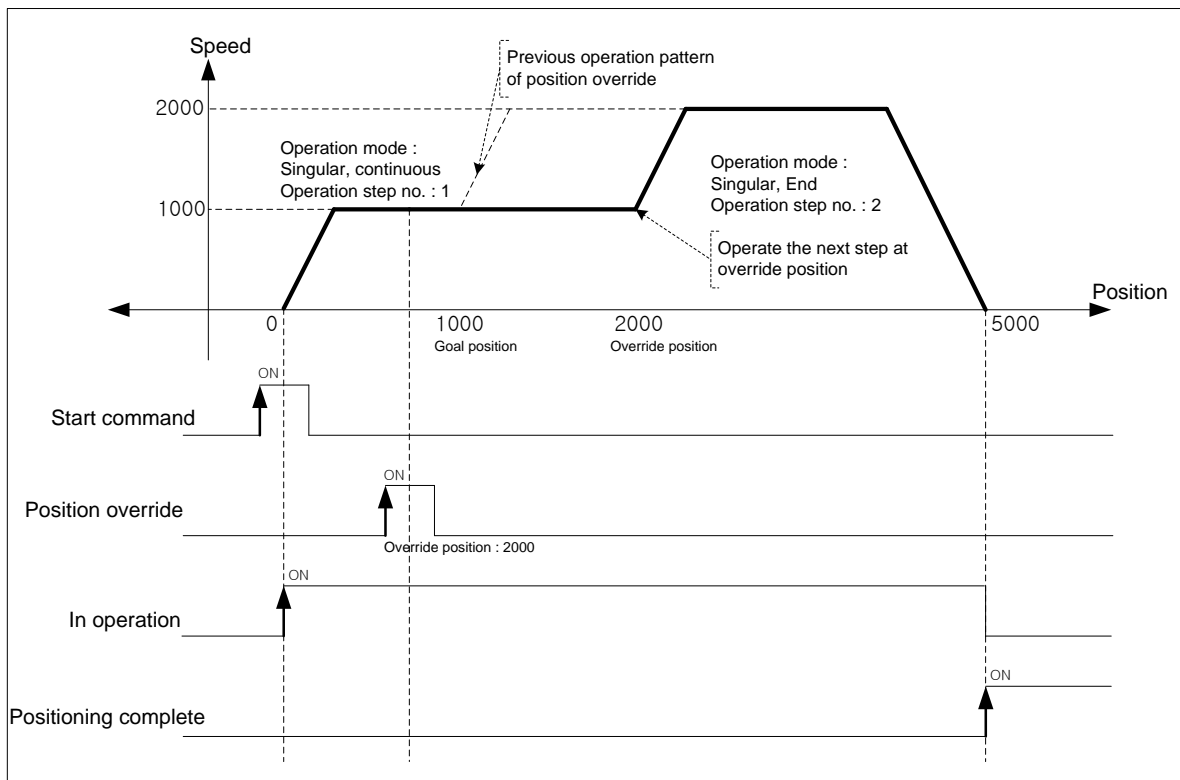 Speed
Previous operation pattern
of position override
2000
Operation mode :
Singular, continuous
Operation step no. : 1
Operation mode :
Singular, End
Operation step no. : 2
1000
Operate the next step at
override position
Position
0
1000
2000
5000
Goal position
Override position
ON
Start command
ON
Position override
Override position : 2000
ON
In operation
ON
Positioning complete